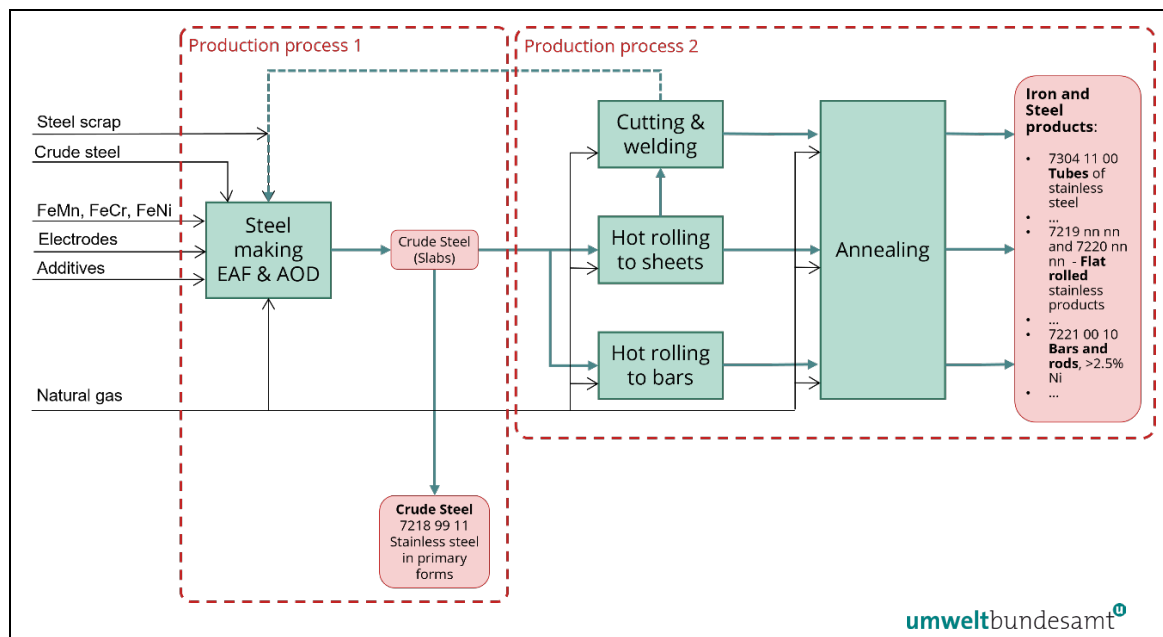 Production process 1
Production process 2
Steel scrap
Crude steel
FeMn, FeCr, FeNi
Electrodes
Additives
Natural gas
Steel
making
EAF & AOD
Crude Steel
(Slabs)
Crude Steel
7218 99 11
Stainless steel
in primary
forms
Cutting &
welding
Hot rolling
to sheets
Hot rolling
to bars
Annealing
Iron and
Steel
products:
• 7304 11 00
Tubes of
stainless
steel
• ...
• 7219 nn nn
and 7220 nn
nn - Flat
rolled
stainless
products
• ...
• 7221 00 10
Bars and
rods, >2.5%
Ni
• ...
umweltbundesamt
u